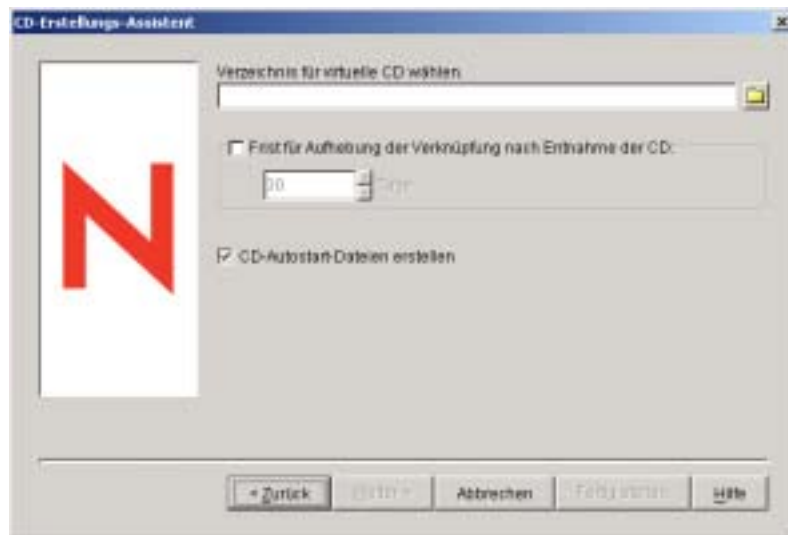 CD-Erstellungs-Assistent
Verzeichnis für virtuelle CD wählen.
N
Frist für Aufhebung der Verknüpfung nach Entnahme der CD:
30
Tage
CD-Autostart-Dateien erstellen
< Zurück
Weiter >
Abbrechen
Fertig stellen
Hilfe